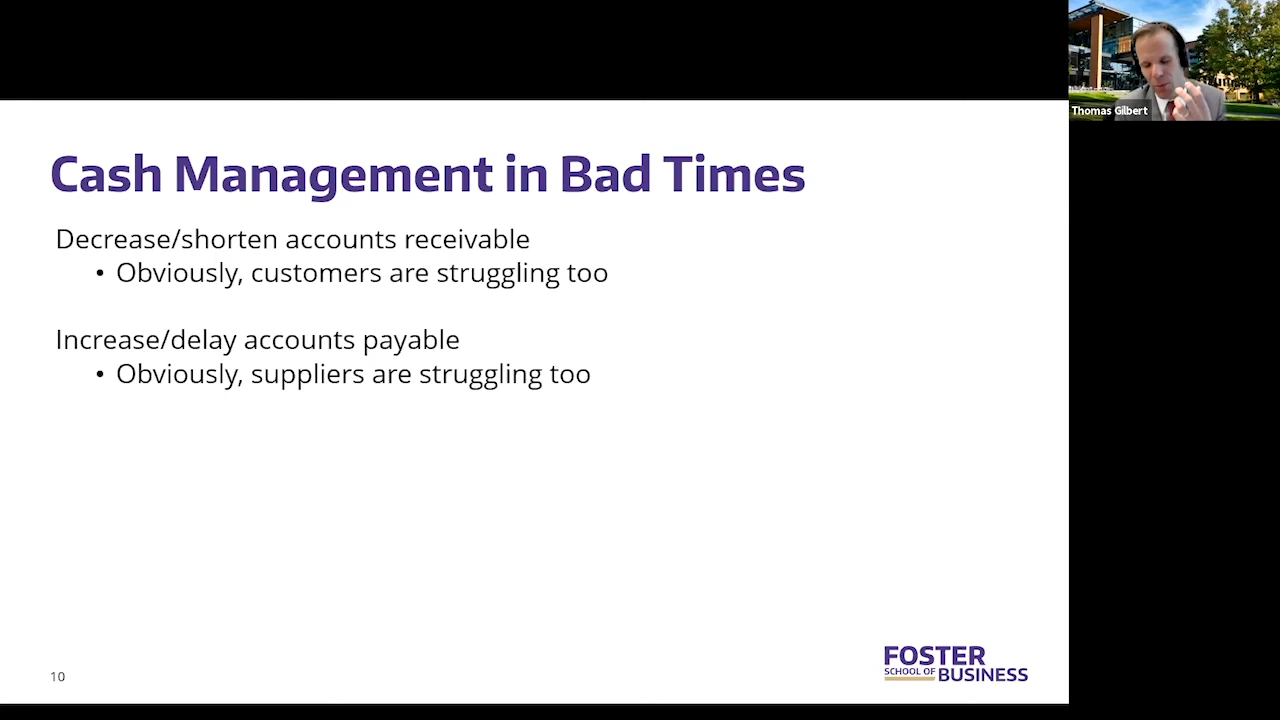 Thomas Gilbert
Cash Management in Bad Times
Decrease/shorten accounts receivable
• Obviously, customers are struggling too
Increase/delay accounts payable
• Obviously, suppliers are struggling too
10
FOSTER
SCHOOL OF BUSINESS